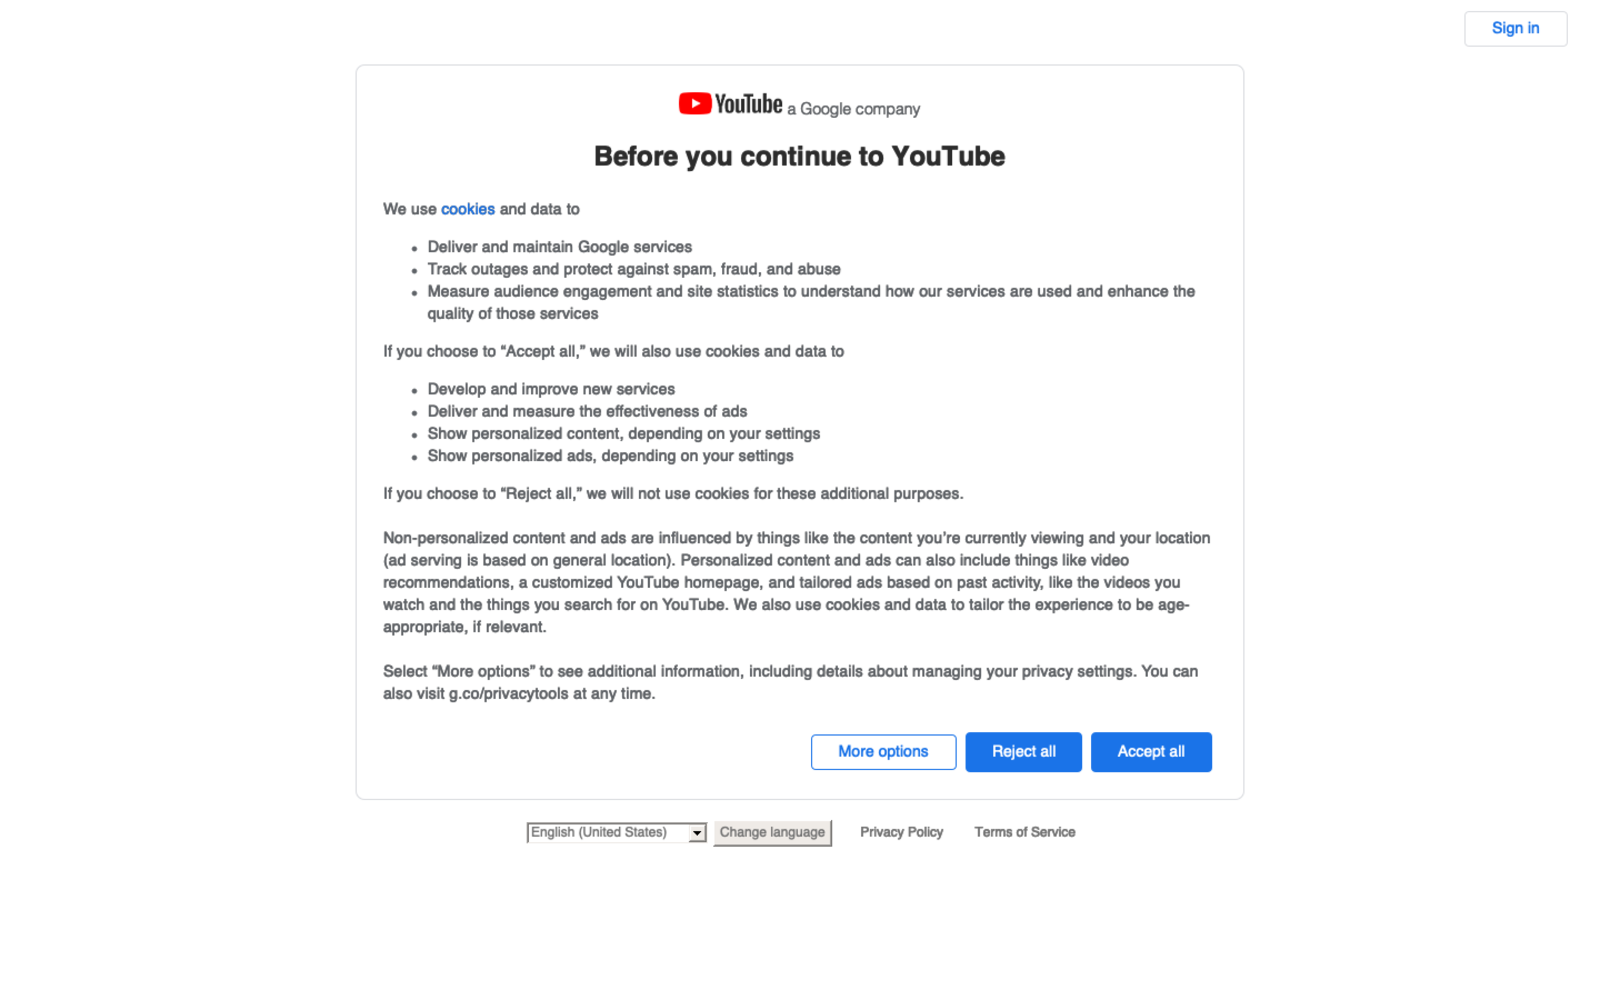 Sign in
YouTube a Google company
Before you continue to YouTube
We use cookies and data to
• Deliver and maintain Google services
• Track outages and protect against spam, fraud, and abuse
• Measure audience engagement and site statistics to understand how our services are used and enhance the
quality of those services
If you choose to “Accept all,” we will also use cookies and data to
• Develop and improve new services
• Deliver and measure the effectiveness of ads
• Show personalized content, depending on your settings
• Show personalized ads, depending on your settings
If you choose to “Reject all,” we will not use cookies for these additional purposes.
Non-personalized content and ads are influenced by things like the content you’re currently viewing and your location
(ad serving is based on general location). Personalized content and ads can also include things like video
recommendations, a customized YouTube homepage, and tailored ads based on past activity, like the videos you
watch and the things you search for on YouTube. We also use cookies and data to tailor the experience to be age-
appropriate, if relevant.
Select “More options” to see additional information, including details about managing your privacy settings. You can
also visit g.co/privacytools at any time.
More options Reject all Accept all
English (United States) Change language Privacy Policy Terms of Service